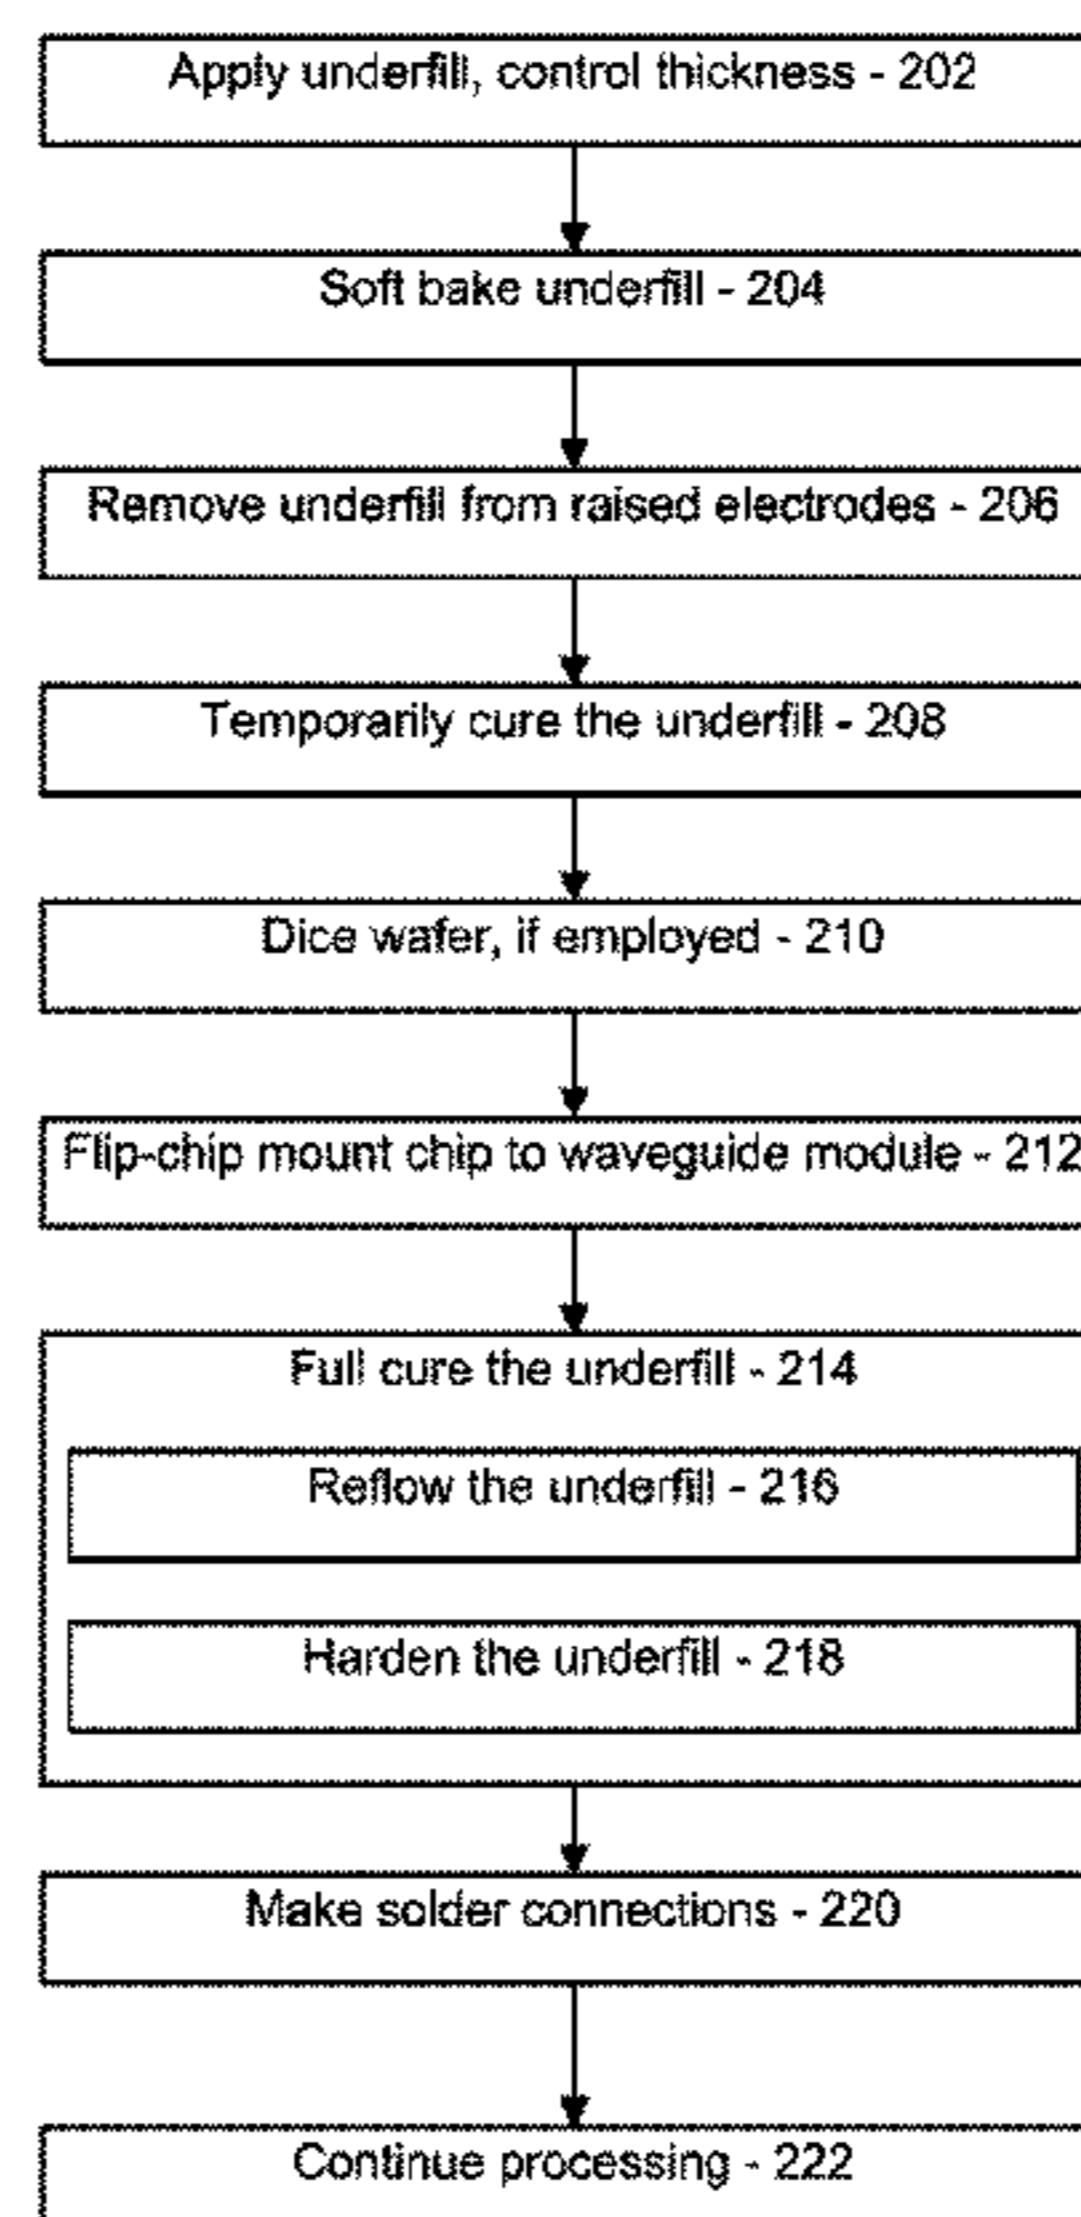 Apply underfill, control thickness - 202
Soft bake underfill - 204
Remove underfill from raised electrodes - 206
Temporarily cure the underfill - 208
Dice wafer, if employed - 210
Flip-chip mount chip to waveguide module - 212
Full cure the underfill - 214
Reflow the underfill - 216
Harden the underfill - 218
Make solder connections - 220
Continue processing - 222